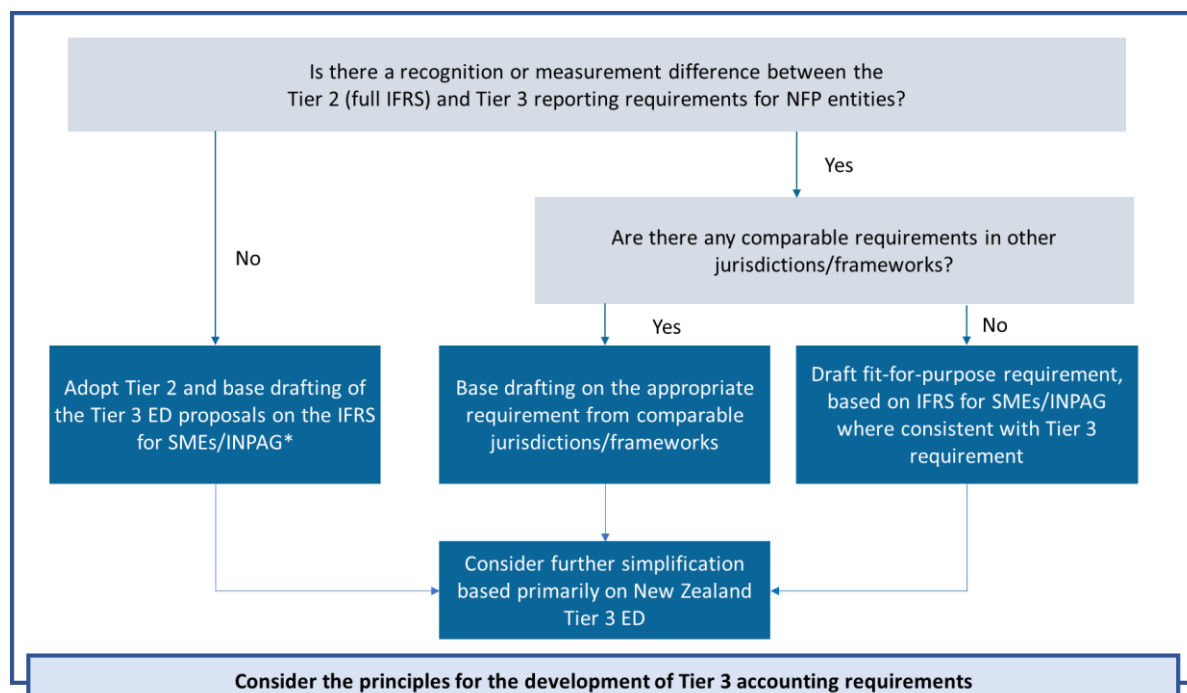 Is there a recognition or measurement difference between the
Tier 2 (full IFRS) and Tier 3 reporting requirements for NFP entities?
Yes
Are there any comparable requirements in other
jurisdictions/frameworks?
No
Yes
No
Adopt Tier 2 and base drafting of
the Tier 3 ED proposals on the IFRS
for SMEs/INPAG*
Base drafting on the appropriate
requirement from comparable
jurisdictions/frameworks
Draft fit-for-purpose requirement,
based on IFRS for SMEs/INPAG
where consistent with Tier 3
requirement
Consider further simplification
based primarily on New Zealand
Tier 3 ED
Consider the principles for the development of Tier 3 accounting requirements